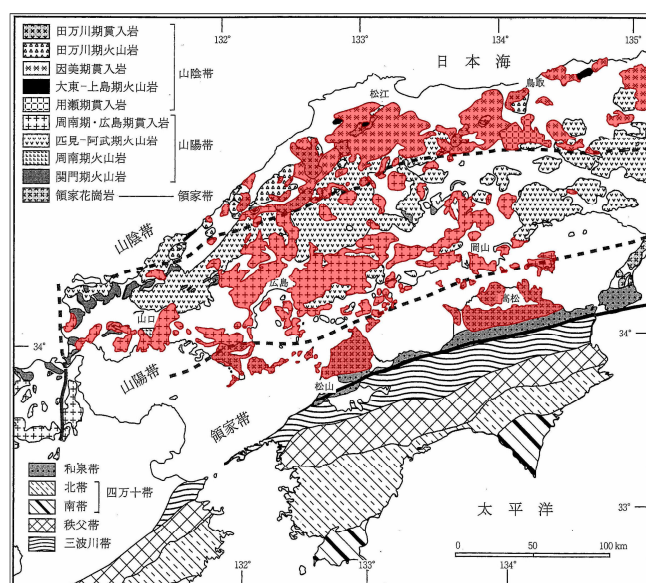 田万川期貫入岩
田万川期火山岩
因美期貫入岩
大東-上島期火山岩
用瀬期貫入岩
周南期・広島期貫入岩
匹見-阿武期火山岩
周南期火山岩
関門期火山岩
領家花崗岩
山陰帯
山陽帯
領家帯
132°
133°
134°
135°
日本海
鳥取
松江
山陰帯
岡山
広島
高松
山口
34°
34°
山陽帯
松山
領家帯
和泉帯
北帯
南帯
四万十帯
秩父帯
三波川帯
太平洋
33°
0
50
100 km
132°
133°
134°